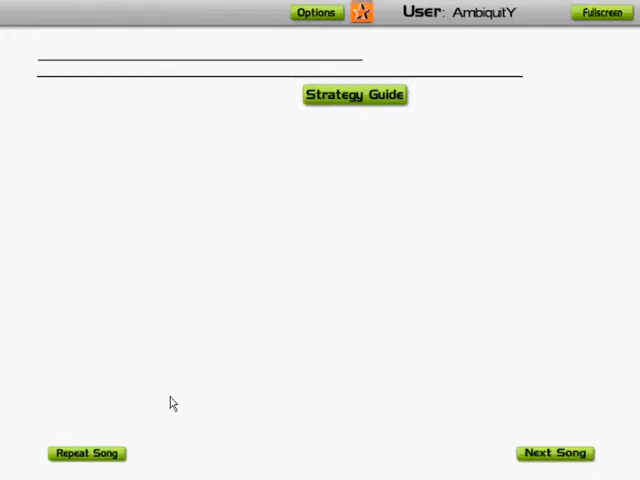 Options
User: AmbiquitY
Fullscreen
Strategy Guide
Repeat Song
Next Song